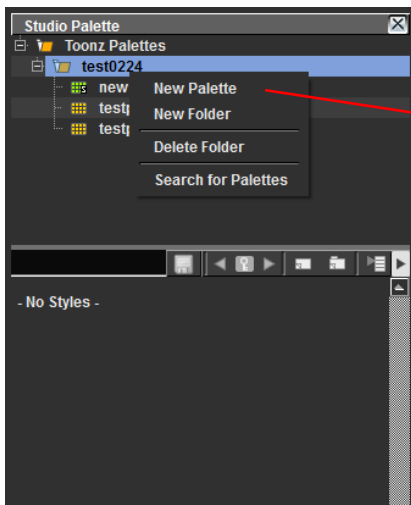 Studio Palette
Toonz Palettes
test0224
new
New Palette
New Folder
Delete Folder
Search for Palettes
- No Styles -